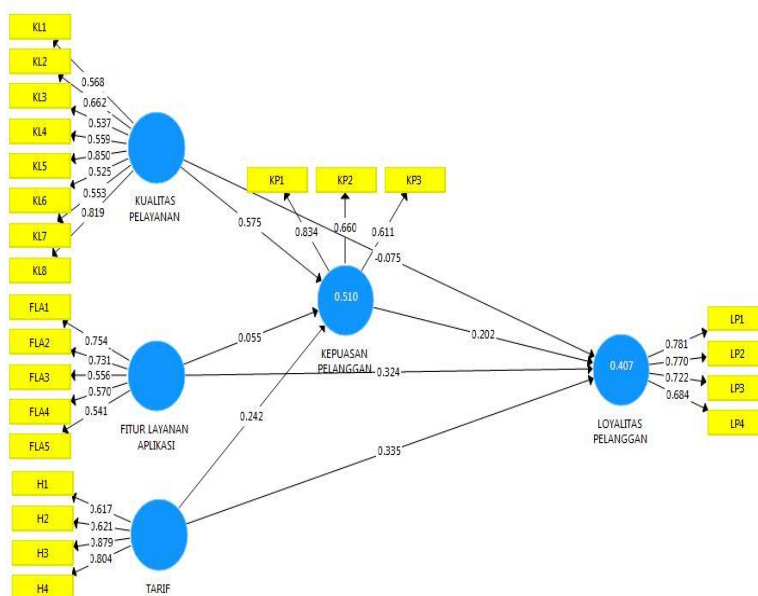 KL1
KL2
KL3
KL4
KL5
KL6
KL7
KL8
0.568
0.662
0.537
0.559
0.850
0.525
0.553
0.819
KUALITAS
PELAYANAN
KP1
KP2
KP3
0.834
0.660
0.611
0.575
-0.075
0.510
KEPUASAN
PELANGGAN
FLA1
FLA2
FLA3
FLA4
FLA5
0.754
0.731
0.556
0.570
0.541
FITUR LAYANAN
APLIKASI
0.055
0.202
0.324
0.242
0.335
0.407
LOYALITAS
PELANGGAN
LP1
LP2
LP3
LP4
0.781
0.770
0.722
0.684
H1
H2
H3
H4
0.617
0.621
0.879
0.804
TARIF